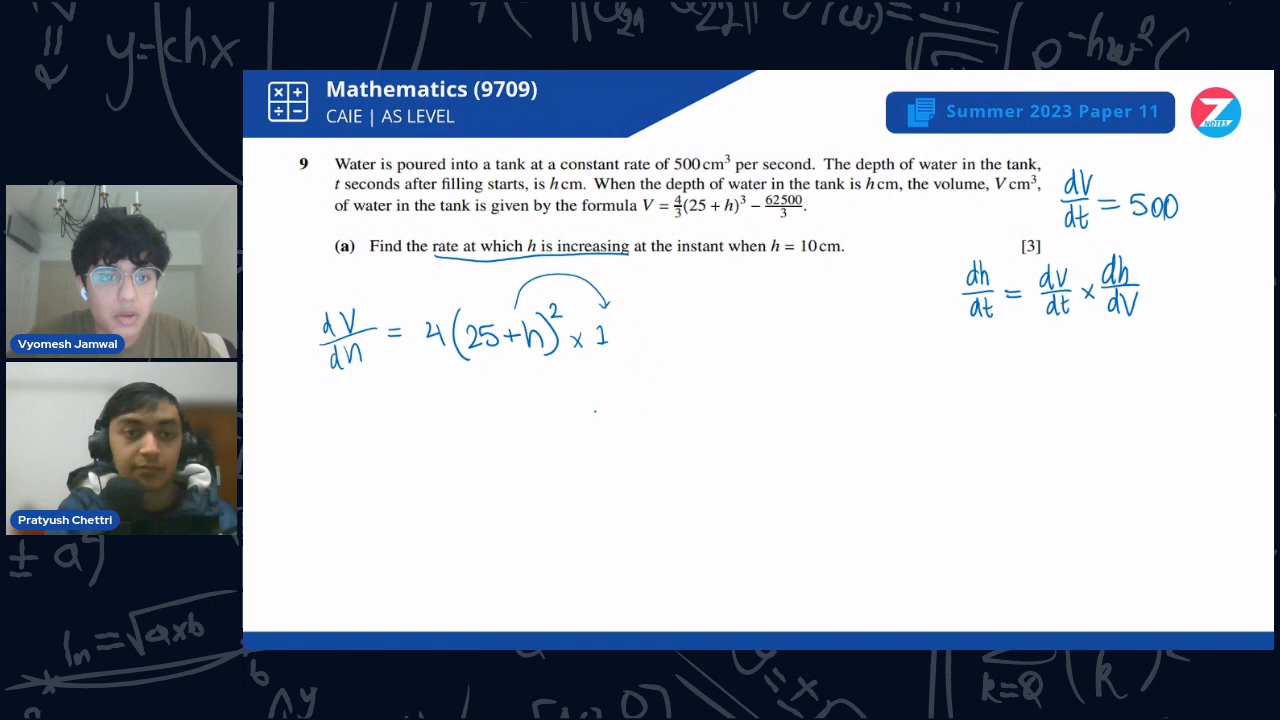 y=chx
Mathematics (9709)
CAIE | AS LEVEL
Summer 2023 Paper 11
Z
NOTES
9 Water is poured into a tank at a constant rate of 500 cm³ per second. The depth of water in the tank,
t seconds after filling starts, is h cm. When the depth of water in the tank is h cm, the volume, V cm³,
of water in the tank is given by the formula V = 4/3(25 + h)³ − 62500/3.
dV/dt = 500
(a) Find the rate at which h is increasing at the instant when h = 10 cm. [3]
dh/dt = dV/dt × dh/dV
dV/dh = 4(25+h)² × 1
Vyomesh Jamwal
Pratyush Chettri
± a
ln = √axb
b
k=Q
(k)